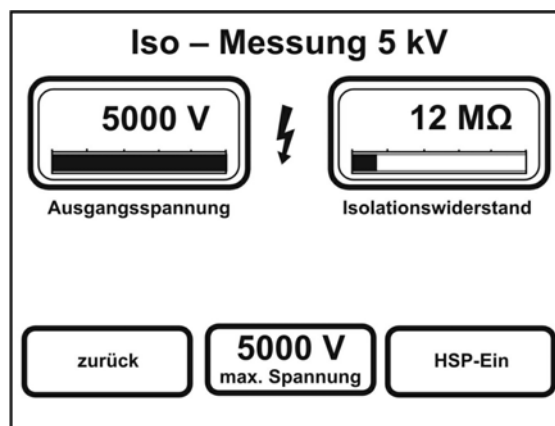 Iso – Messung 5 kV
5000 V
12 MΩ
Ausgangsspannung
Isolationswiderstand
zurück
5000 V
max. Spannung
HSP-Ein